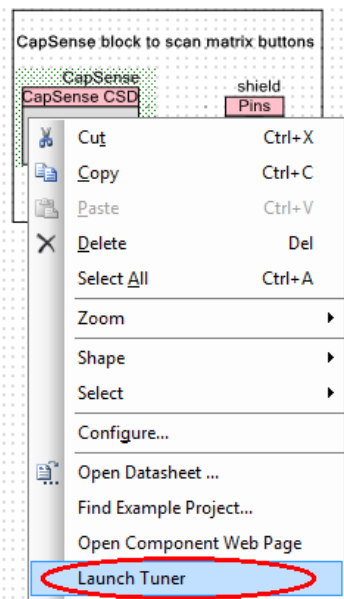 CapSense block to scan matrix buttons
CapSense
CapSense CSD
shield
Pins
Cut Ctrl+X
Copy Ctrl+C
Paste Ctrl+V
Delete Del
Select All Ctrl+A
Zoom
Shape
Select
Configure...
Open Datasheet ...
Find Example Project...
Open Component Web Page
Launch Tuner